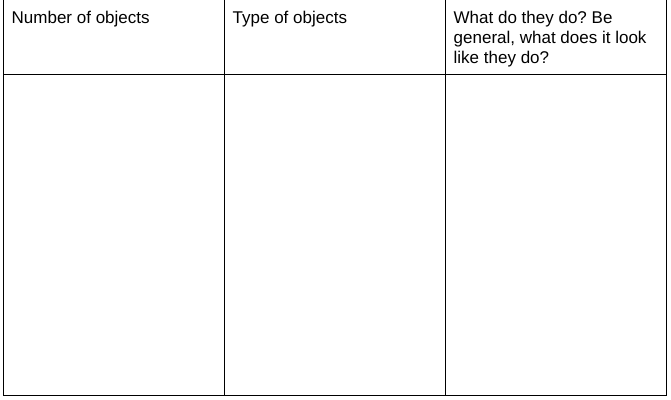 Number of objects
Type of objects
What do they do? Be
general, what does it look
like they do?